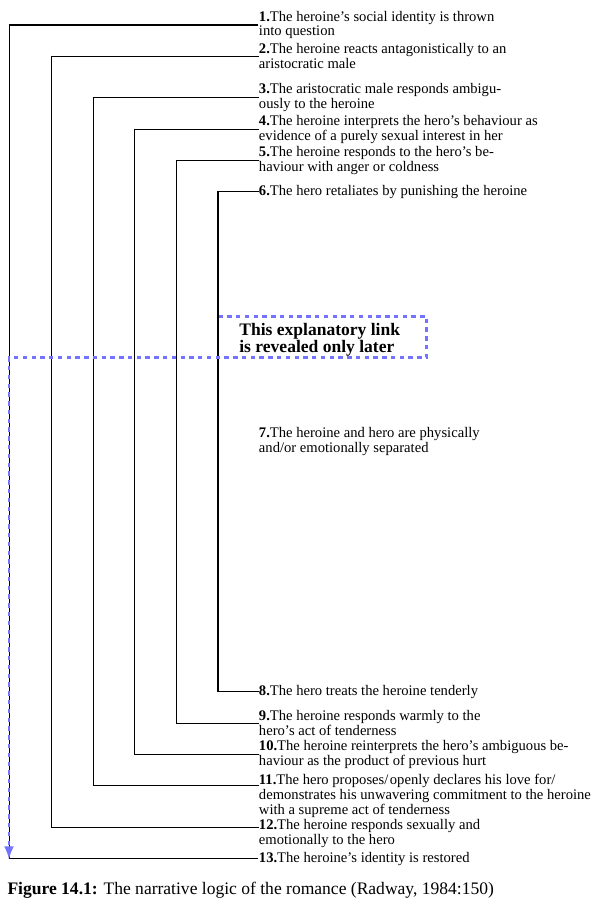 1.The heroine’s social identity is thrown
into question
2.The heroine reacts antagonistically to an
aristocratic male
3.The aristocratic male responds ambigu-
ously to the heroine
4.The heroine interprets the hero’s behaviour as
evidence of a purely sexual interest in her
5.The heroine responds to the hero’s be-
haviour with anger or coldness
6.The hero retaliates by punishing the heroine
This explanatory link
is revealed only later
7.The heroine and hero are physically
and/or emotionally separated
8.The hero treats the heroine tenderly
9.The heroine responds warmly to the
hero’s act of tenderness
10.The heroine reinterprets the hero’s ambiguous be-
haviour as the product of previous hurt
11.The hero proposes/openly declares his love for/
demonstrates his unwavering commitment to the heroine
with a supreme act of tenderness
12.The heroine responds sexually and
emotionally to the hero
13.The heroine’s identity is restored
Figure 14.1: The narrative logic of the romance (Radway, 1984:150)